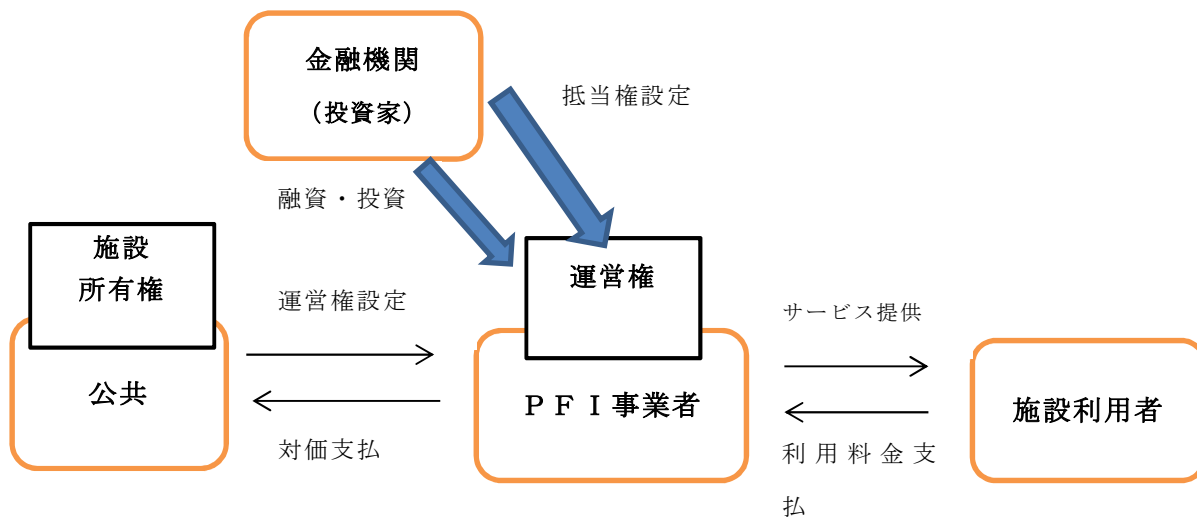 金融機関
(投資家)
抵当権設定
融資・投資
施設
所有権
運営権
運営権設定
サービス提供
公共
PFI事業者
施設利用者
対価支払
利用料金支
払